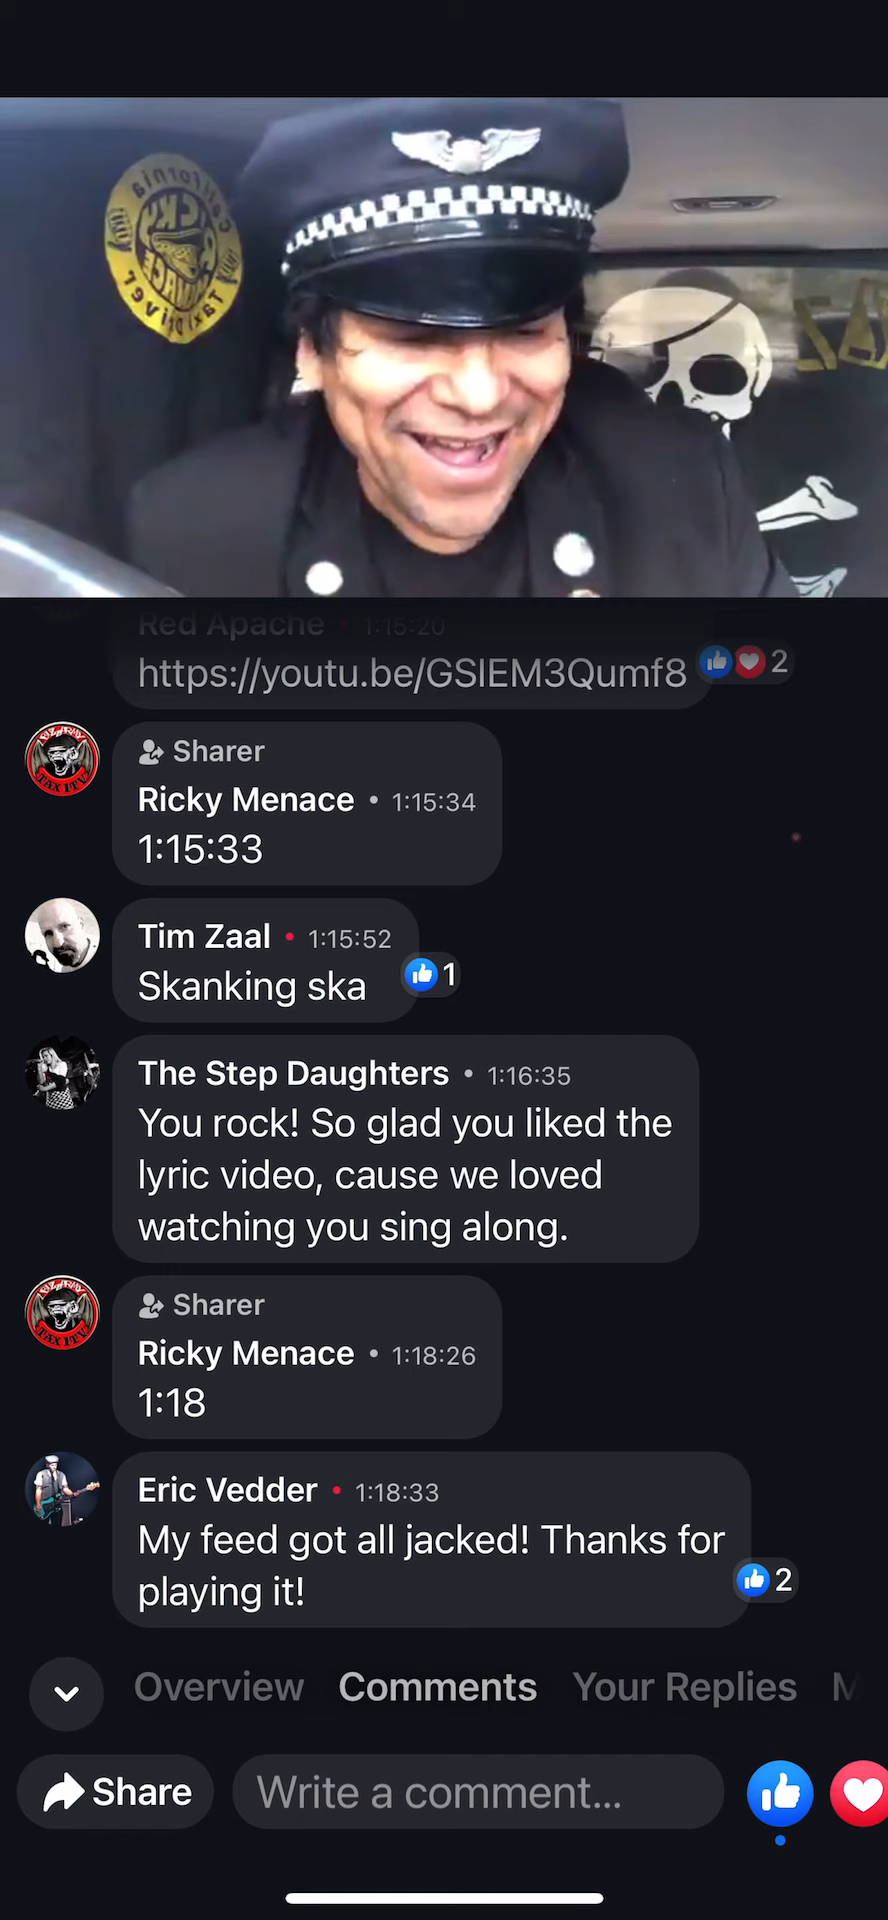 California
Taxi Driver
Red Apache • 1:15:20
https://youtu.be/GSIEM3Qumf8
2
Sharer
Ricky Menace • 1:15:34
1:15:33
Tim Zaal • 1:15:52
Skanking ska
1
The Step Daughters • 1:16:35
You rock! So glad you liked the
lyric video, cause we loved
watching you sing along.
Sharer
Ricky Menace • 1:18:26
1:18
Eric Vedder • 1:18:33
My feed got all jacked! Thanks for
playing it!
2
Overview Comments Your Replies M
Share
Write a comment...